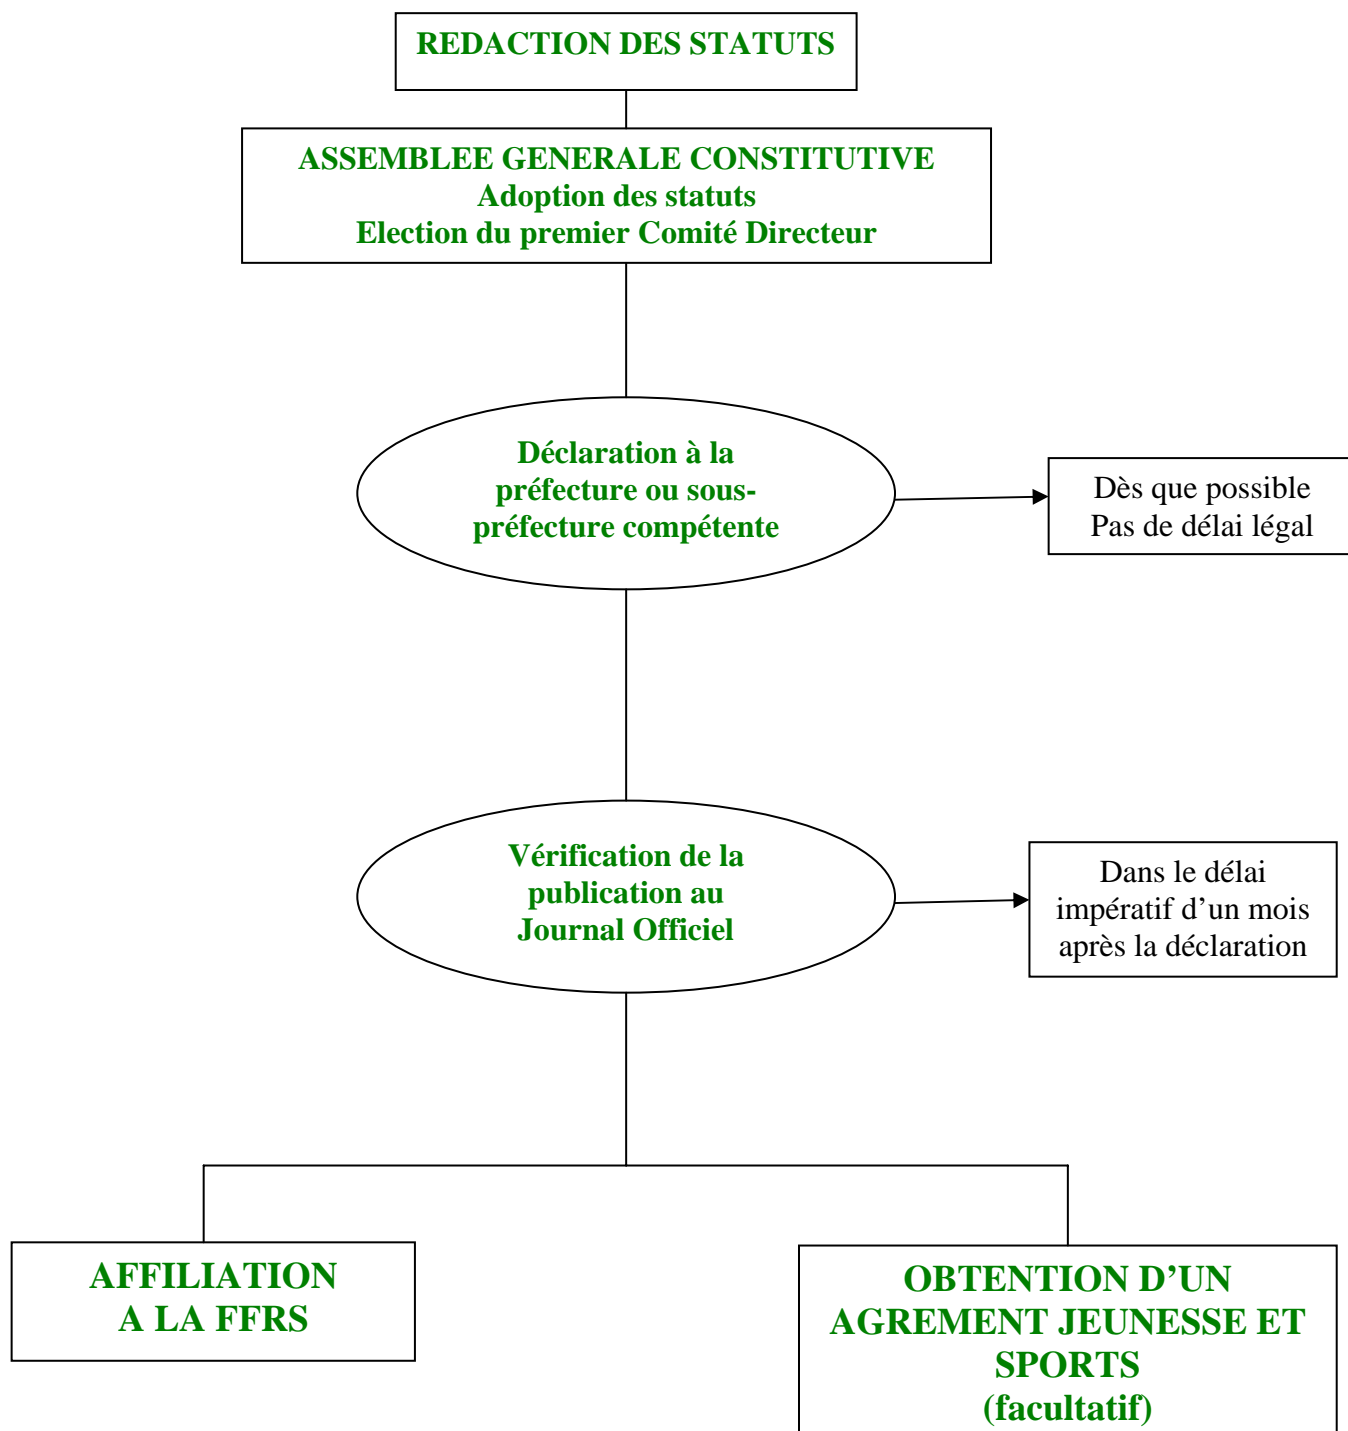 REDACTION DES STATUTS
ASSEMBLEE GENERALE CONSTITUTIVE
Adoption des statuts
Election du premier Comité Directeur
Déclaration à la
préfecture ou sous-
préfecture compétente
Dès que possible
Pas de délai légal
Vérification de la
publication au
Journal Officiel
Dans le délai
impératif d’un mois
après la déclaration
AFFILIATION
A LA FFRS
OBTENTION D’UN
AGREMENT JEUNESSE ET
SPORTS
(facultatif)